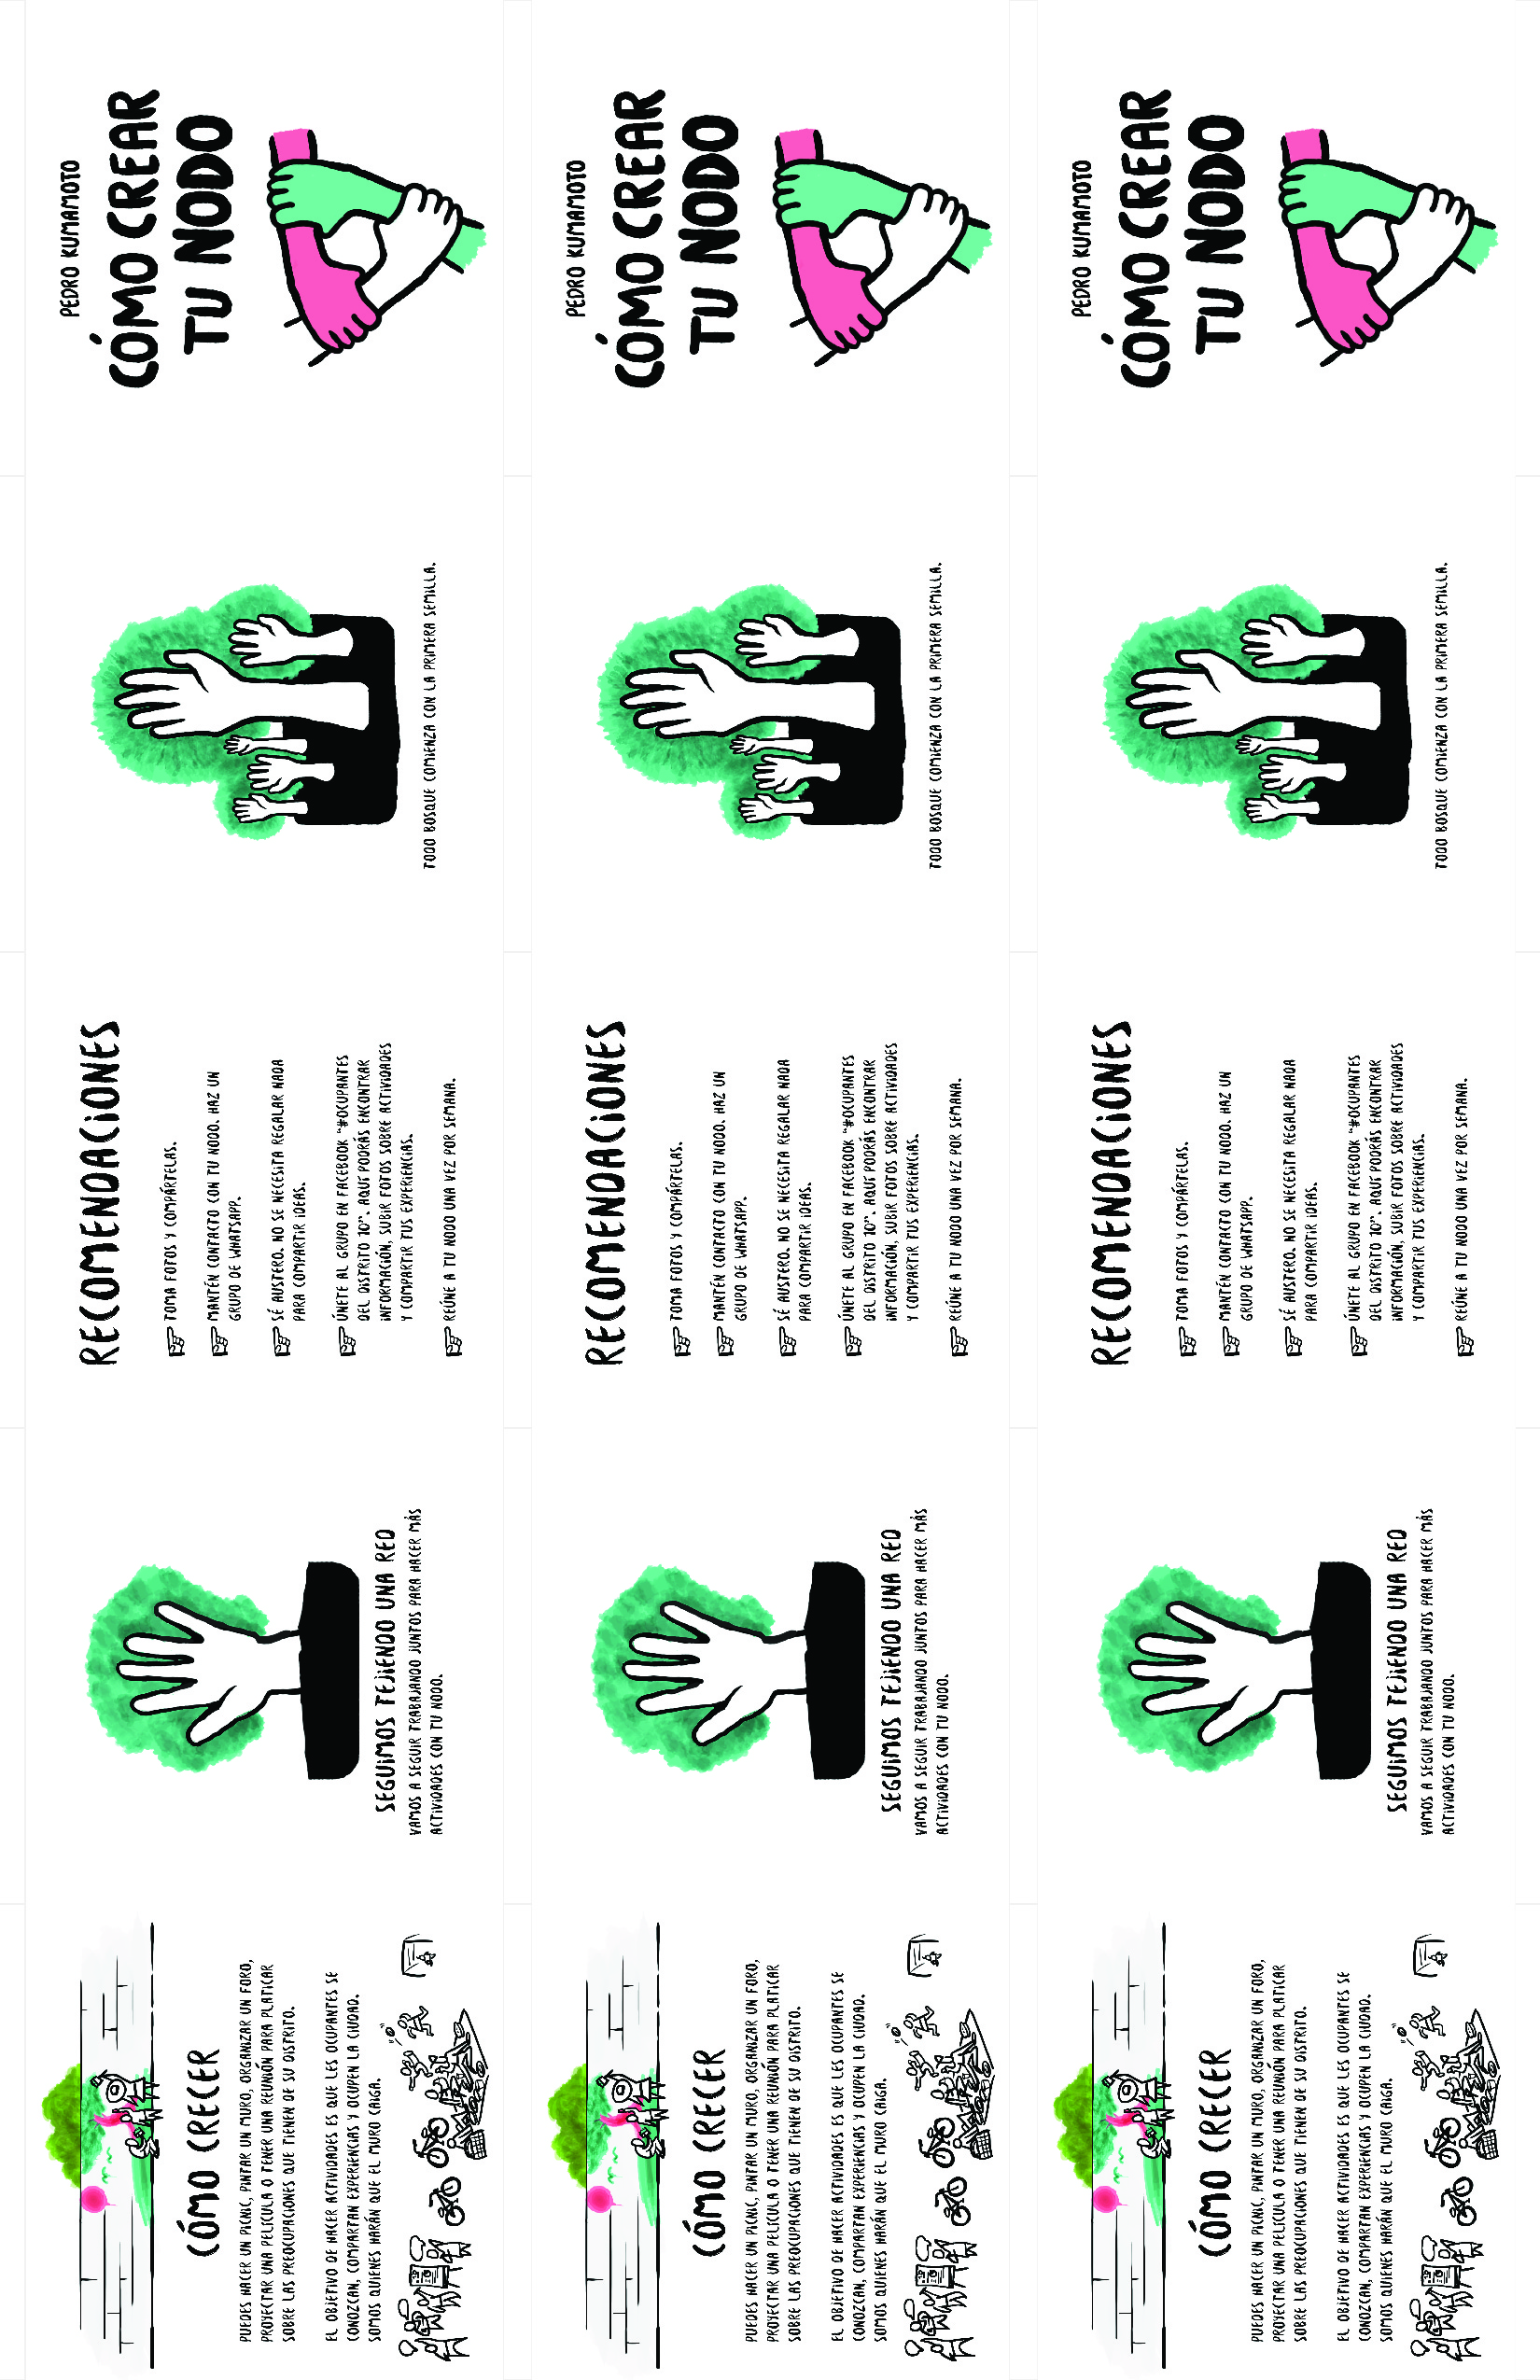 CÓMO CRECER
PUEDES HACER UN PICNIC, PINTAR UN MURO, ORGANIZAR UN FORO,
PROYECTAR UNA PELÍCULA O TENER UNA REUNIÓN PARA PLATICAR
SOBRE LAS PREOCUPACIONES QUE TIENEN DE SU DISTRITO.
EL OBJETIVO DE HACER ACTIVIDADES ES QUE LES OCUPANTES SE
CONOZCAN, COMPARTAN EXPERIENCIAS Y OCUPEN LA CIUDAD.
SOMOS QUIENES HARÁN QUE EL MURO CAIGA.
SEGUIMOS TEJIENDO UNA RED
VAMOS A SEGUIR TRABAJANDO JUNTOS PARA HACER MÁS
ACTIVIDADES CON TU NODO.
RECOMENDACIONES
TOMA FOTOS Y COMPÁRTELAS.
MANTÉN CONTACTO CON TU NODO. HAZ UN
GRUPO DE WHATSAPP.
SÉ AUSTERO. NO SE NECESITA REGALAR NADA
PARA COMPARTIR IDEAS.
ÚNETE AL GRUPO EN FACEBOOK "#OCUPANTES
DEL DISTRITO 10". AQUÍ PODRÁS ENCONTRAR
INFORMACIÓN, SUBIR FOTOS SOBRE ACTIVIDADES
Y COMPARTIR TUS EXPERIENCIAS.
REÚNE A TU NODO UNA VEZ POR SEMANA.
TODO BOSQUE COMIENZA CON LA PRIMERA SEMILLA.
PEDRO KUMAMOTO
CÓMO CREAR
TU NODO
CÓMO CRECER
PUEDES HACER UN PICNIC, PINTAR UN MURO, ORGANIZAR UN FORO,
PROYECTAR UNA PELÍCULA O TENER UNA REUNIÓN PARA PLATICAR
SOBRE LAS PREOCUPACIONES QUE TIENEN DE SU DISTRITO.
EL OBJETIVO DE HACER ACTIVIDADES ES QUE LES OCUPANTES SE
CONOZCAN, COMPARTAN EXPERIENCIAS Y OCUPEN LA CIUDAD.
SOMOS QUIENES HARÁN QUE EL MURO CAIGA.
SEGUIMOS TEJIENDO UNA RED
VAMOS A SEGUIR TRABAJANDO JUNTOS PARA HACER MÁS
ACTIVIDADES CON TU NODO.
RECOMENDACIONES
TOMA FOTOS Y COMPÁRTELAS.
MANTÉN CONTACTO CON TU NODO. HAZ UN
GRUPO DE WHATSAPP.
SÉ AUSTERO. NO SE NECESITA REGALAR NADA
PARA COMPARTIR IDEAS.
ÚNETE AL GRUPO EN FACEBOOK "#OCUPANTES
DEL DISTRITO 10". AQUÍ PODRÁS ENCONTRAR
INFORMACIÓN, SUBIR FOTOS SOBRE ACTIVIDADES
Y COMPARTIR TUS EXPERIENCIAS.
REÚNE A TU NODO UNA VEZ POR SEMANA.
TODO BOSQUE COMIENZA CON LA PRIMERA SEMILLA.
PEDRO KUMAMOTO
CÓMO CREAR
TU NODO
CÓMO CRECER
PUEDES HACER UN PICNIC, PINTAR UN MURO, ORGANIZAR UN FORO,
PROYECTAR UNA PELÍCULA O TENER UNA REUNIÓN PARA PLATICAR
SOBRE LAS PREOCUPACIONES QUE TIENEN DE SU DISTRITO.
EL OBJETIVO DE HACER ACTIVIDADES ES QUE LES OCUPANTES SE
CONOZCAN, COMPARTAN EXPERIENCIAS Y OCUPEN LA CIUDAD.
SOMOS QUIENES HARÁN QUE EL MURO CAIGA.
SEGUIMOS TEJIENDO UNA RED
VAMOS A SEGUIR TRABAJANDO JUNTOS PARA HACER MÁS
ACTIVIDADES CON TU NODO.
RECOMENDACIONES
TOMA FOTOS Y COMPÁRTELAS.
MANTÉN CONTACTO CON TU NODO. HAZ UN
GRUPO DE WHATSAPP.
SÉ AUSTERO. NO SE NECESITA REGALAR NADA
PARA COMPARTIR IDEAS.
ÚNETE AL GRUPO EN FACEBOOK "#OCUPANTES
DEL DISTRITO 10". AQUÍ PODRÁS ENCONTRAR
INFORMACIÓN, SUBIR FOTOS SOBRE ACTIVIDADES
Y COMPARTIR TUS EXPERIENCIAS.
REÚNE A TU NODO UNA VEZ POR SEMANA.
TODO BOSQUE COMIENZA CON LA PRIMERA SEMILLA.
PEDRO KUMAMOTO
CÓMO CREAR
TU NODO